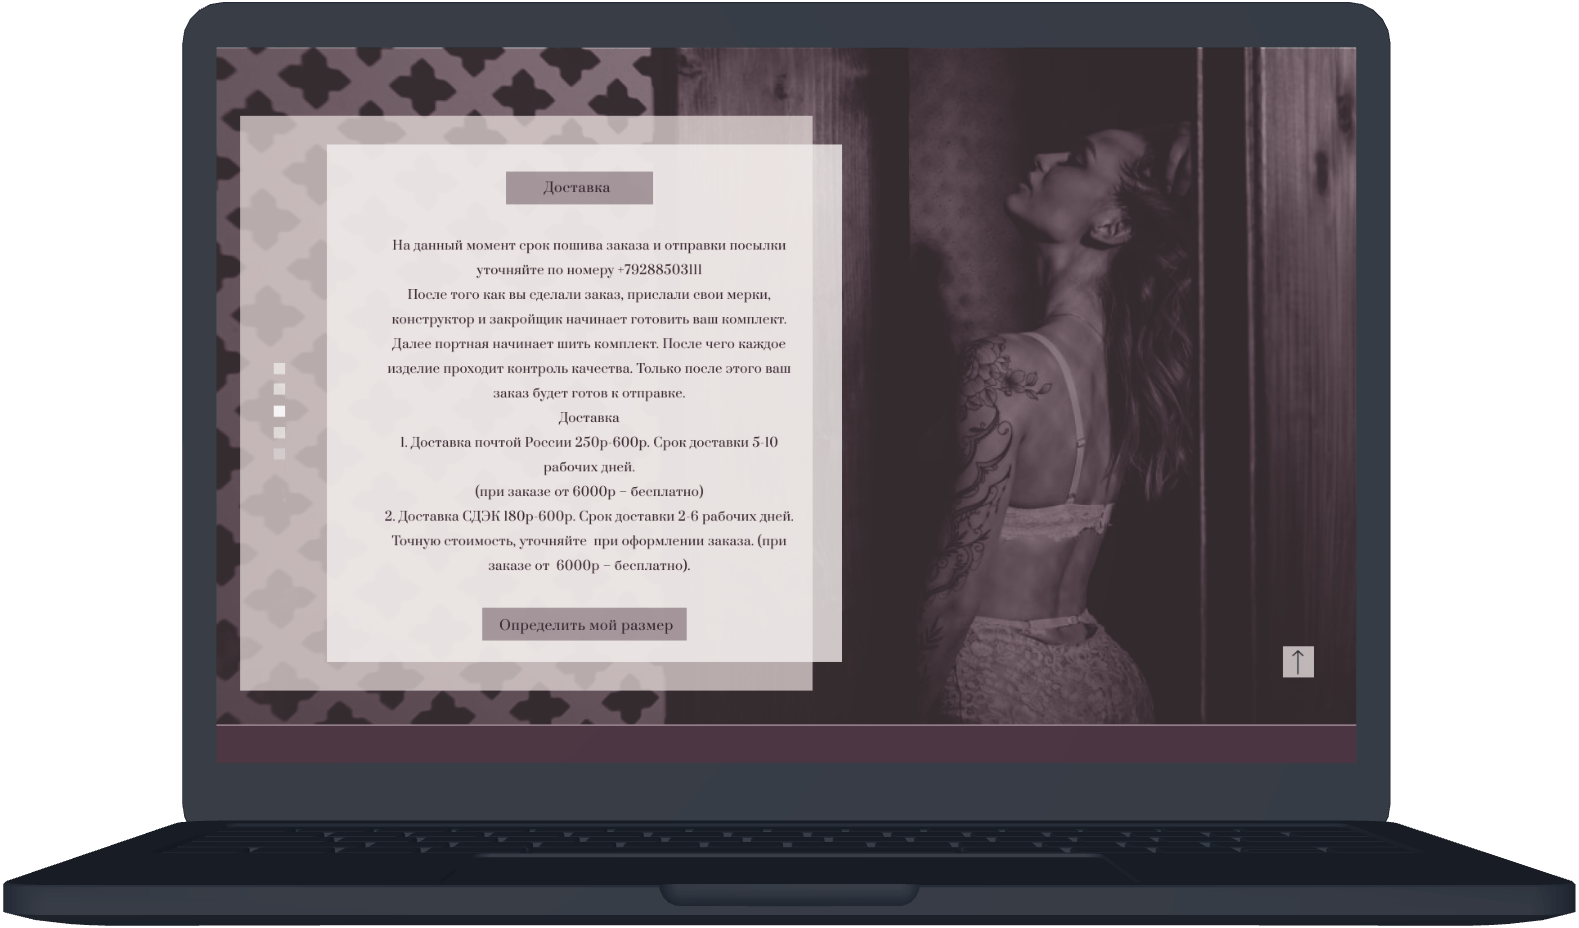 Доставка
На данный момент срок пошива заказа и отправки посылки
уточняйте по номеру +79288503111
После того как вы сделали заказ, прислали свои мерки,
конструктор и закройщик начинает готовить ваш комплект.
Далее портная начинает шить комплект. После чего каждое
изделие проходит контроль качества. Только после этого ваш
заказ будет готов к отправке.
Доставка
1. Доставка почтой России 250р-600р. Срок доставки 5-10
рабочих дней.
(при заказе от 6000р – бесплатно)
2. Доставка СДЭК 180р-600р. Срок доставки 2-6 рабочих дней.
Точную стоимость, уточняйте  при оформлении заказа. (при
заказе от  6000р – бесплатно).
Определить мой размер